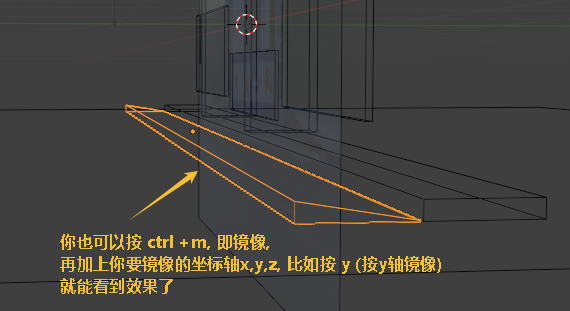 你也可以按 ctrl +m, 即镜像,
再加上你要镜像的坐标轴x,y,z, 比如按 y (按y轴镜像)
就能看到效果了